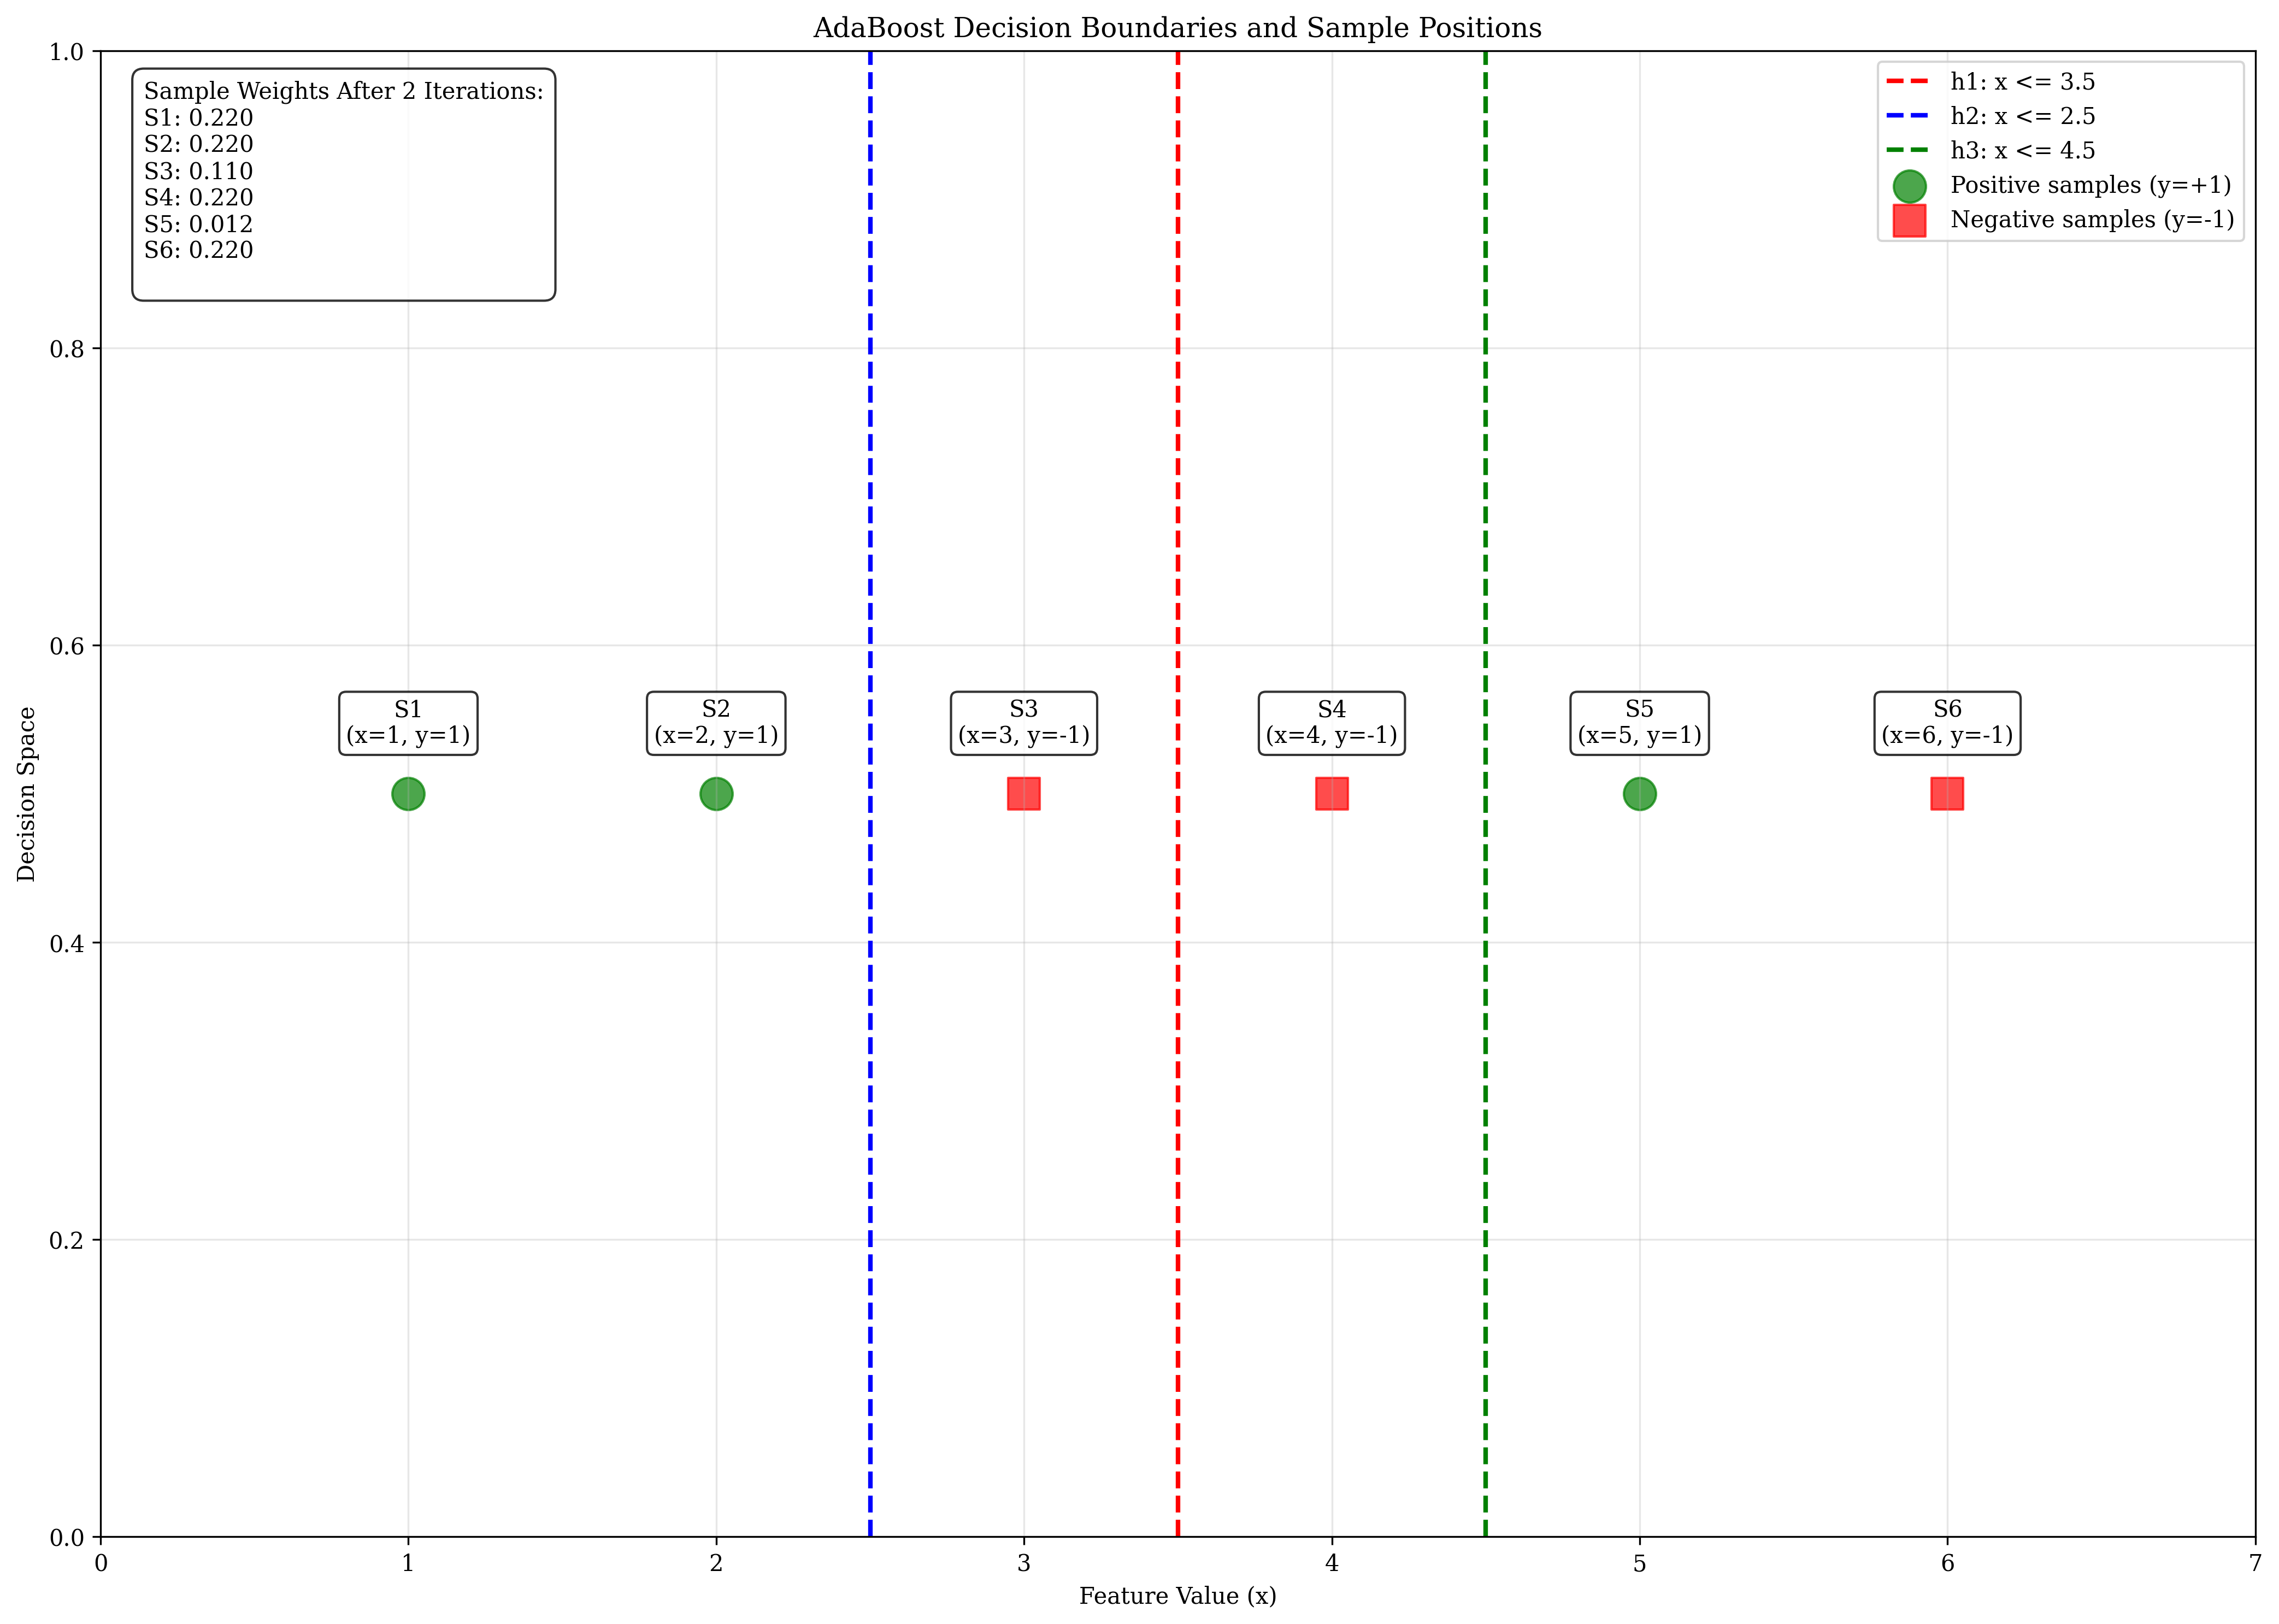 AdaBoost Decision Boundaries and Sample Positions
1.0
0.8
0.6
0.4
0.2
0.0
Decision Space
Sample Weights After 2 Iterations:
S1: 0.220
S2: 0.220
S3: 0.110
S4: 0.220
S5: 0.012
S6: 0.220
h1: x <= 3.5
h2: x <= 2.5
h3: x <= 4.5
Positive samples (y=+1)
Negative samples (y=-1)
S1
(x=1, y=1)
S2
(x=2, y=1)
S3
(x=3, y=-1)
S4
(x=4, y=-1)
S5
(x=5, y=1)
S6
(x=6, y=-1)
0 1 2 3 4 5 6 7
Feature Value (x)